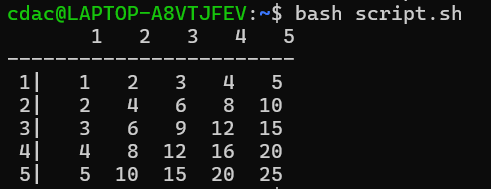 cdac@LAPTOP-A8VTJFEV:~$ bash script.sh
       1   2   3   4   5
--------------------------
 1|   1   2   3   4   5
 2|   2   4   6   8  10
 3|   3   6   9  12  15
 4|   4   8  12  16  20
 5|   5  10  15  20  25